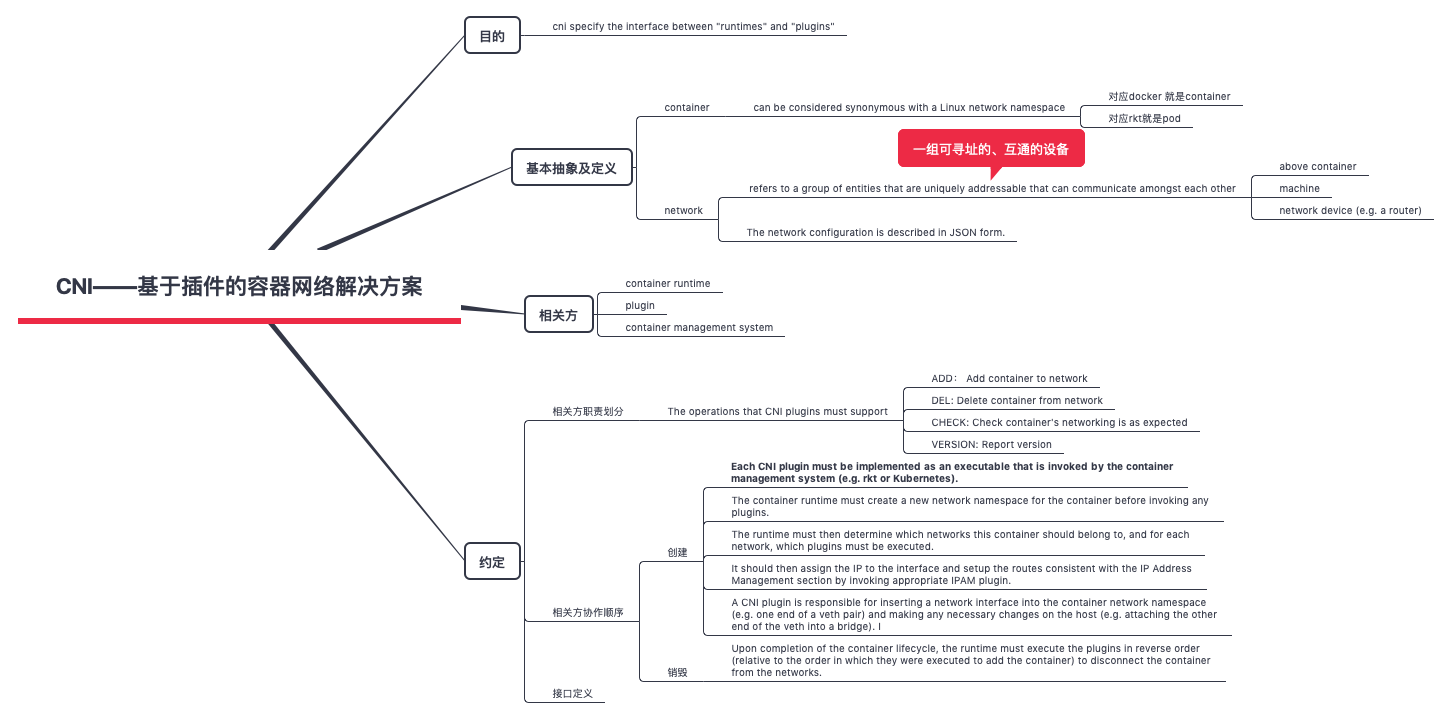 CNI——基于插件的容器网络解决方案
目的
cni specify the interface between "runtimes" and "plugins"
基本抽象及定义
container
can be considered synonymous with a Linux network namespace
对应docker 就是container
对应rkt就是pod
一组可寻址的、互通的设备
network
refers to a group of entities that are uniquely addressable that can communicate amongst each other
above container
machine
network device (e.g. a router)
The network configuration is described in JSON form.
相关方
container runtime
plugin
container management system
约定
相关方职责划分
The operations that CNI plugins must support
ADD： Add container to network
DEL: Delete container from network
CHECK: Check container's networking is as expected
VERSION: Report version
相关方协作顺序
创建
Each CNI plugin must be implemented as an executable that is invoked by the container
management system (e.g. rkt or Kubernetes).
The container runtime must create a new network namespace for the container before invoking any
plugins.
The runtime must then determine which networks this container should belong to, and for each
network, which plugins must be executed.
It should then assign the IP to the interface and setup the routes consistent with the IP Address
Management section by invoking appropriate IPAM plugin.
A CNI plugin is responsible for inserting a network interface into the container network namespace
(e.g. one end of a veth pair) and making any necessary changes on the host (e.g. attaching the other
end of the veth into a bridge). I
销毁
Upon completion of the container lifecycle, the runtime must execute the plugins in reverse order
(relative to the order in which they were executed to add the container) to disconnect the container
from the networks.
接口定义